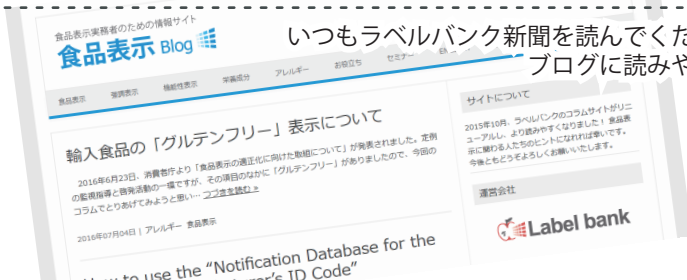 食品表示実務者のための情報サイト
食品表示 Blog
いつもラベルバンク新聞を読んでくだ
ブログに読みや
食品表示 強調表示 機能性表示 栄養成分 アレルギー お役立ち セミナー
輸入食品の「グルテンフリー」表示について
2016年6月23日、消費者庁より「食品表示の適正化に向けた取組について」が発表されました。定例
の監視指導と啓発活動の一環ですが、その項目のなかに「グルテンフリー」がありましたので、今回の
コラムでとりあげてみようと思い… つづきを読む »
2016年07月04日 | アレルギー 食品表示
How to use the “Notification Database for the
's ID Code”
サイトについて
2015年10月、ラベルバンクのコラムサイトがリニ
ューアルし、より読みやすくなりました! 食品表
示に関わる人たちのヒントになれれば幸いです。
今後ともどうぞよろしくお願いいたします。
運営会社
Label bank